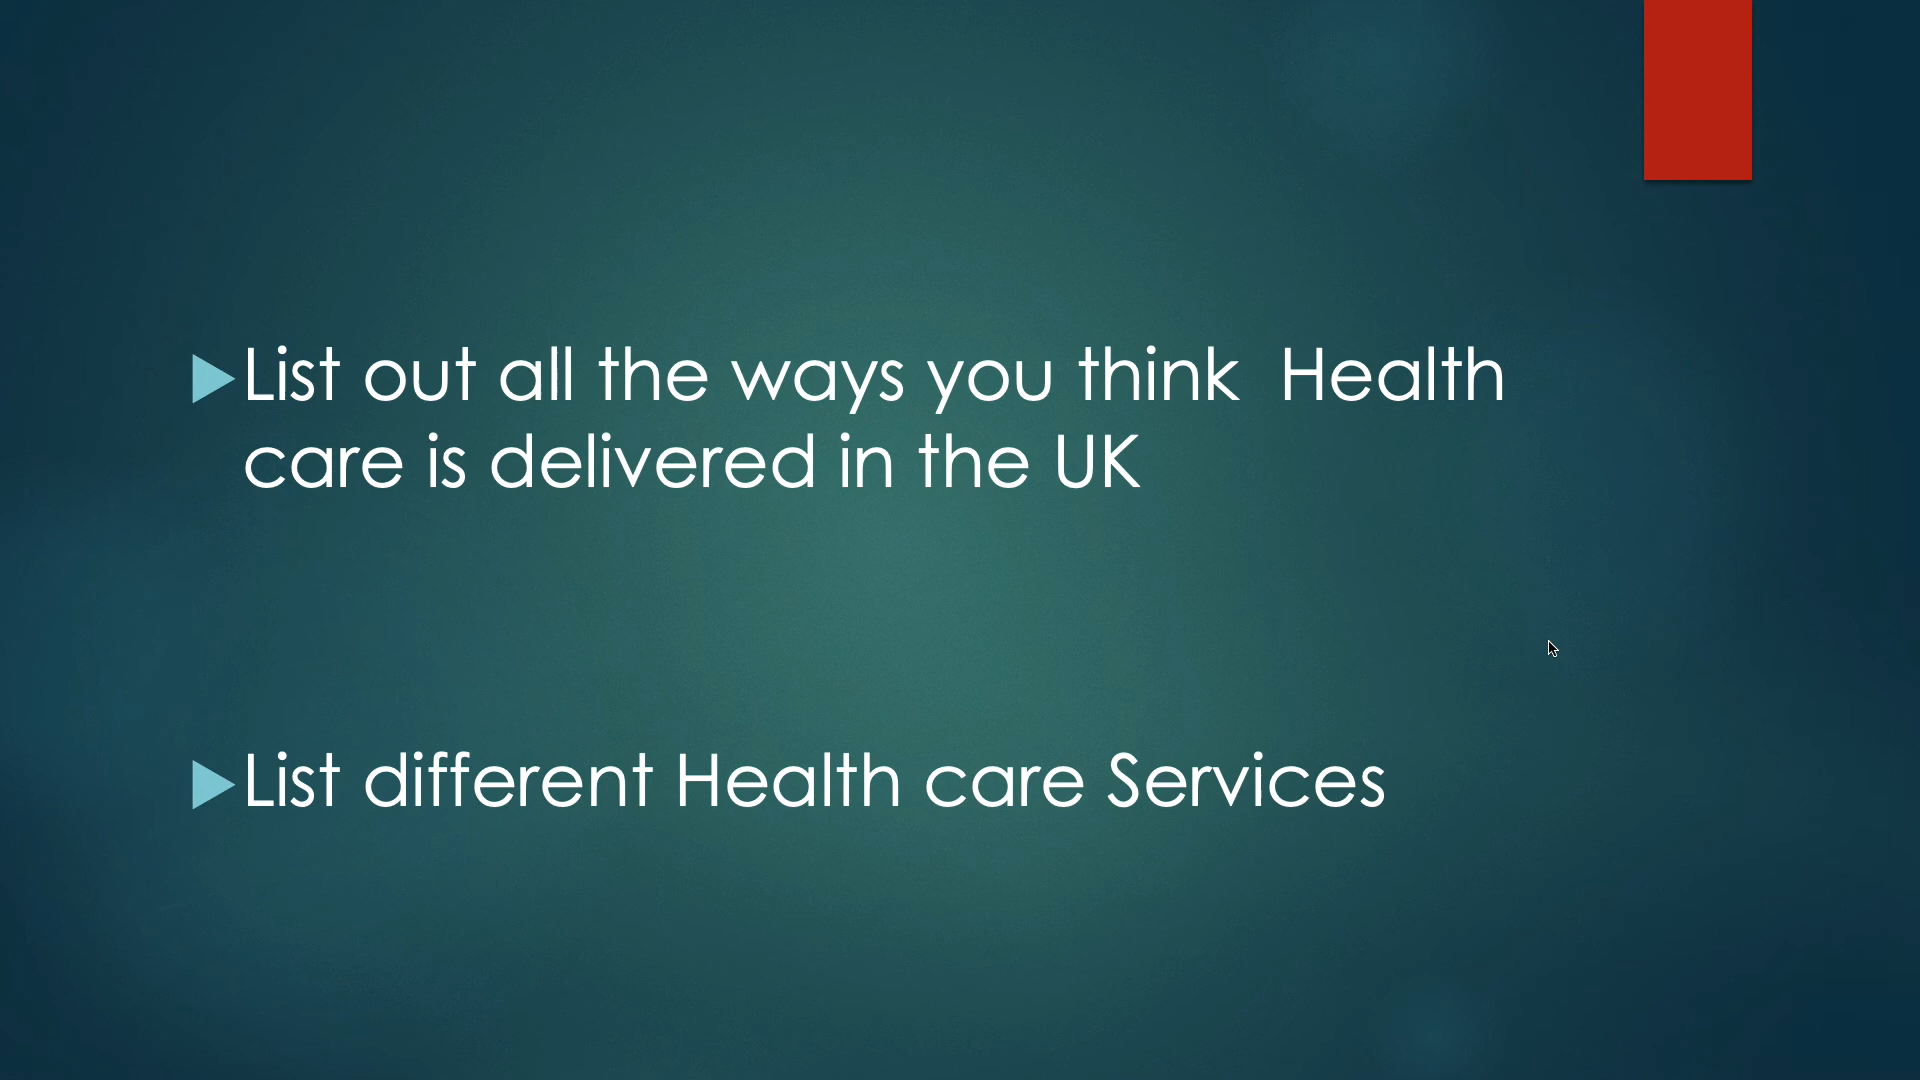 List out all the ways you think  Health
care is delivered in the UK
List different Health care Services